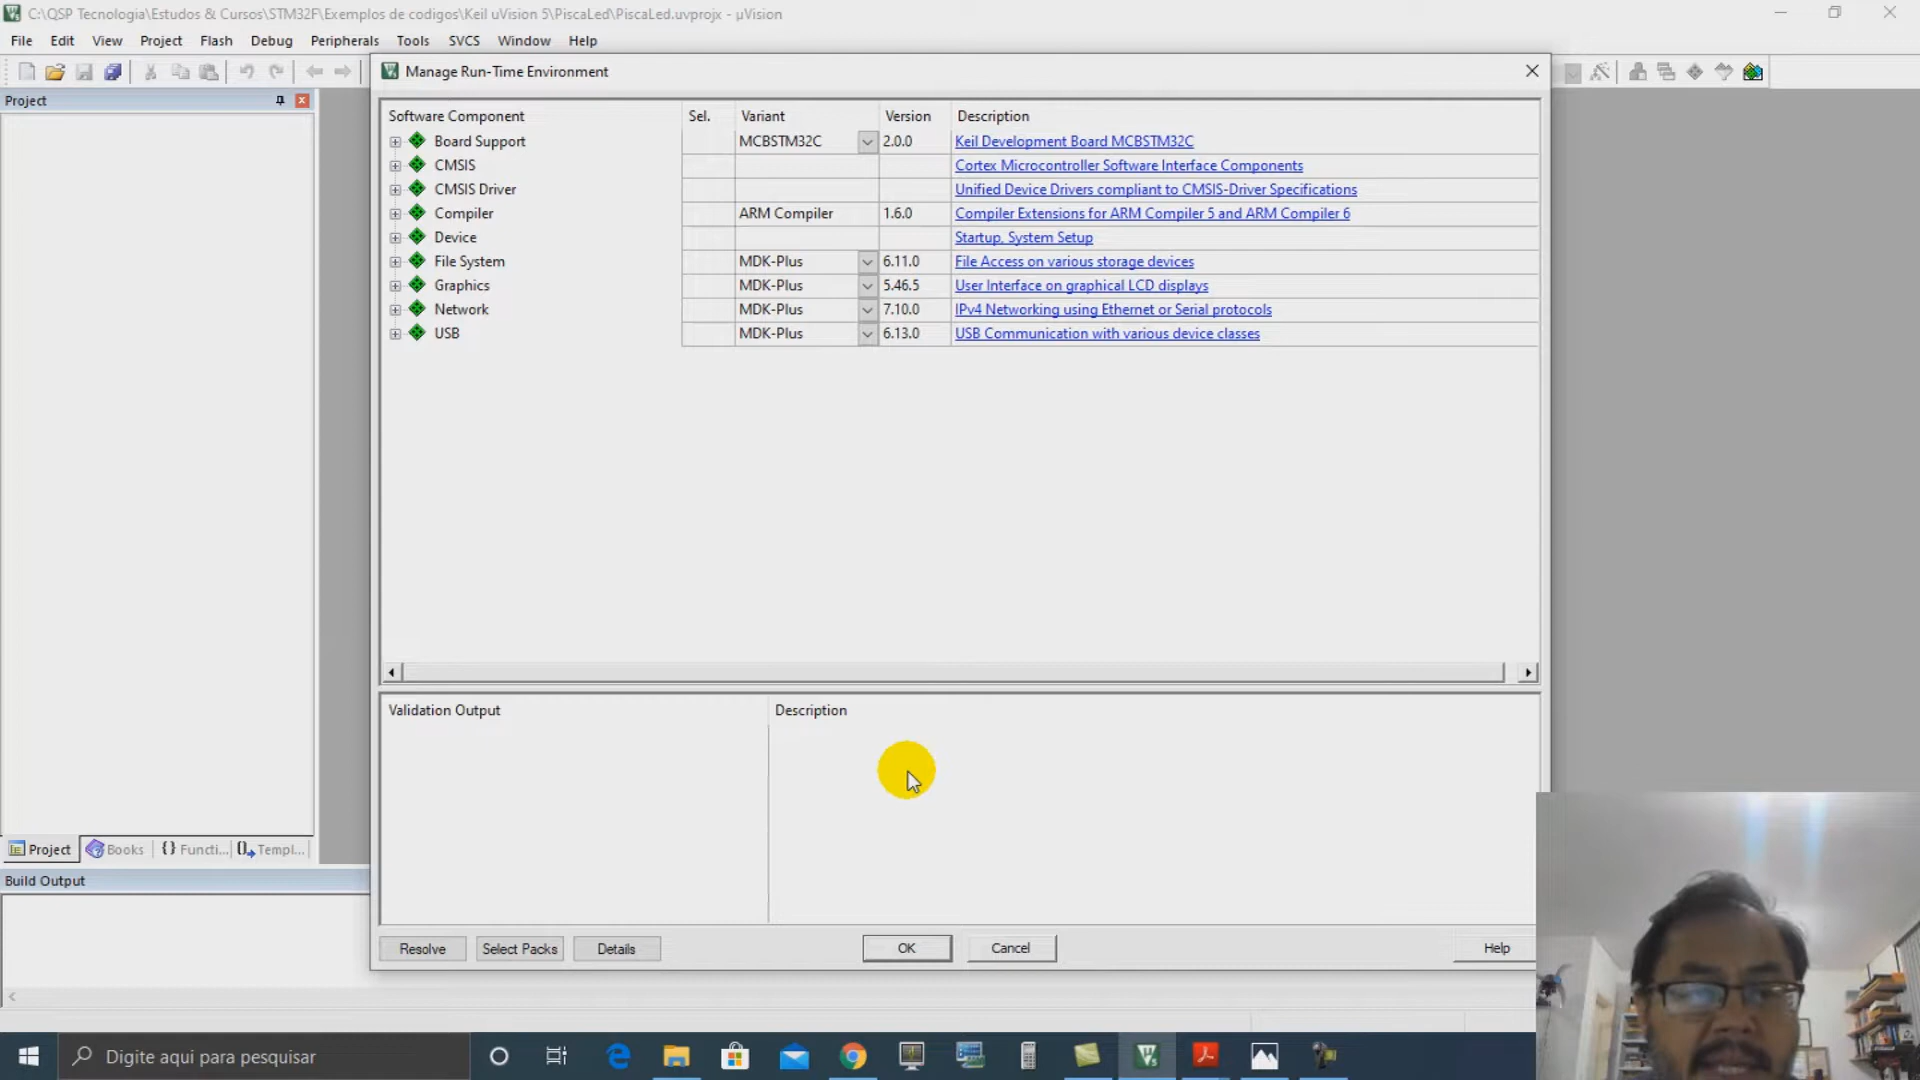 C:\QSP Tecnologia\Estudos & Cursos\STM32F\Exemplos de codigos\Keil uVision 5\PiscaLed\PiscaLed.uvprojx - µVision
File Edit View Project Flash Debug Peripherals Tools SVCS Window Help
Manage Run-Time Environment
Project
Software Component Sel. Variant Version Description
Board Support MCBSTM32C 2.0.0 Keil Development Board MCBSTM32C
CMSIS Cortex Microcontroller Software Interface Components
CMSIS Driver Unified Device Drivers compliant to CMSIS-Driver Specifications
Compiler ARM Compiler 1.6.0 Compiler Extensions for ARM Compiler 5 and ARM Compiler 6
Device Startup, System Setup
File System MDK-Plus 6.11.0 File Access on various storage devices
Graphics MDK-Plus 5.46.5 User Interface on graphical LCD displays
Network MDK-Plus 7.10.0 IPv4 Networking using Ethernet or Serial protocols
USB MDK-Plus 6.13.0 USB Communication with various device classes
Validation Output Description
Project Books {} Functi... Templ...
Build Output
Resolve Select Packs Details OK Cancel Help
Digite aqui para pesquisar